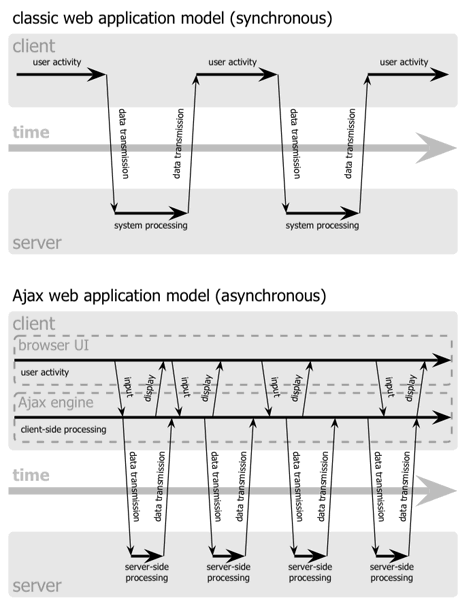 classic web application model (synchronous)
client
user activity
user activity
user activity
data transmission
data transmission
data transmission
data transmission
time
system processing
system processing
server
Ajax web application model (asynchronous)
client
browser UI
user activity
input
display
input
display
input
display
input
display
Ajax engine
client-side processing
data transmission
data transmission
data transmission
data transmission
data transmission
data transmission
data transmission
data transmission
time
server-side
processing
server-side
processing
server-side
processing
server-side
processing
server